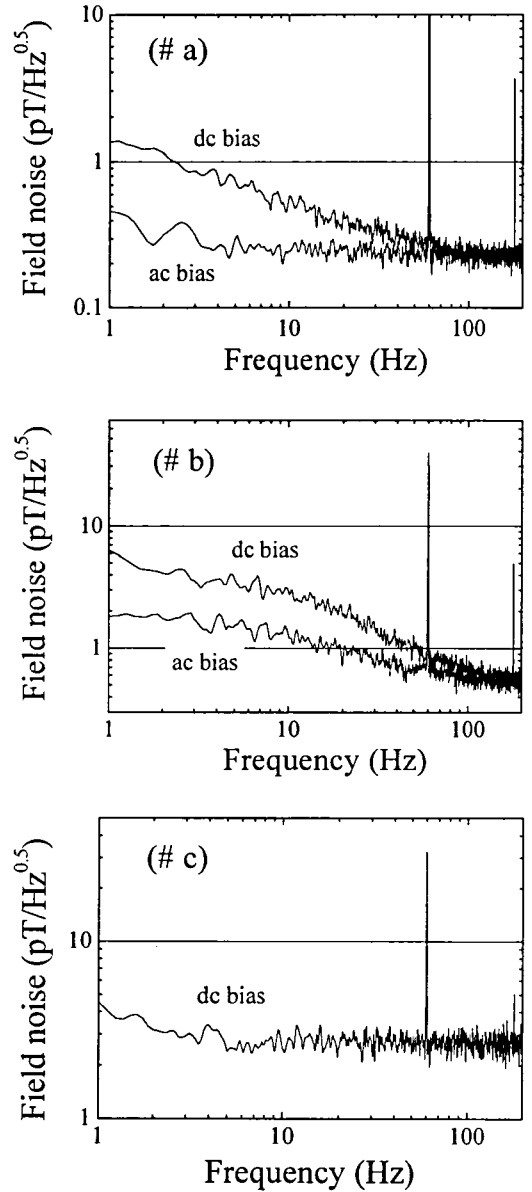 10
(# a)
dc bias
1
ac bias
0.1
1
10
100
Frequency (Hz)
Field noise (pT/Hz^0.5)
(# b)
10
dc bias
1
ac bias
1
10
100
Frequency (Hz)
Field noise (pT/Hz^0.5)
(# c)
10
dc bias
1
1
10
100
Frequency (Hz)
Field noise (pT/Hz^0.5)